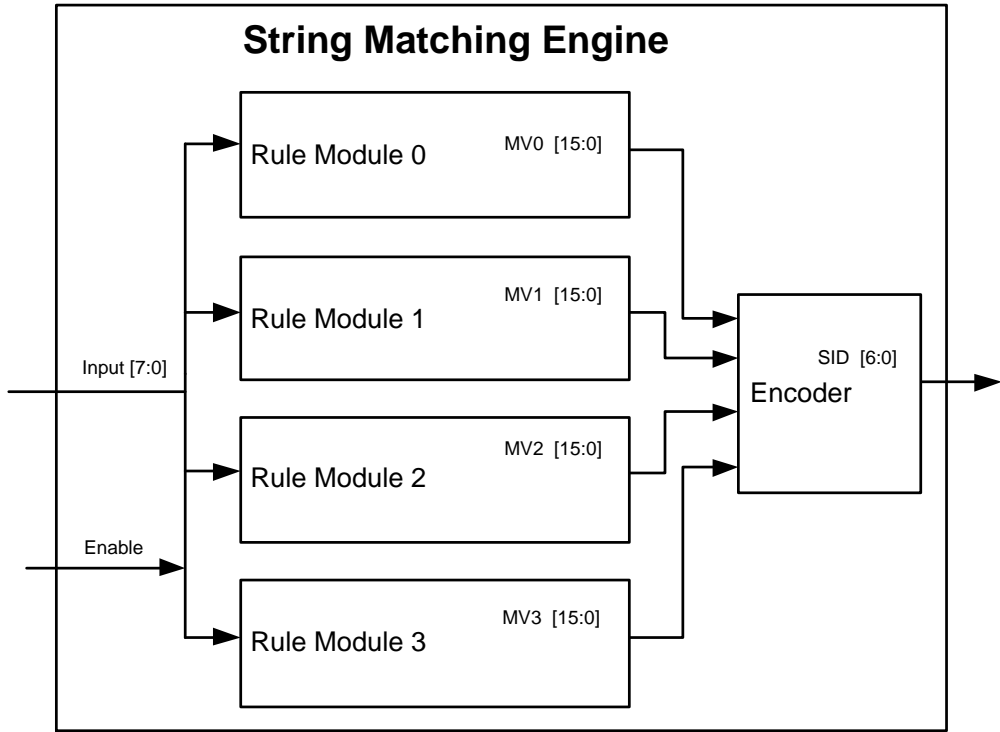 String Matching Engine
MV0 [15:0]
Rule Module 0
MV1 [15:0]
Rule Module 1
Input [7:0]
SID [6:0]
Encoder
MV2 [15:0]
Rule Module 2
Enable
MV3 [15:0]
Rule Module 3